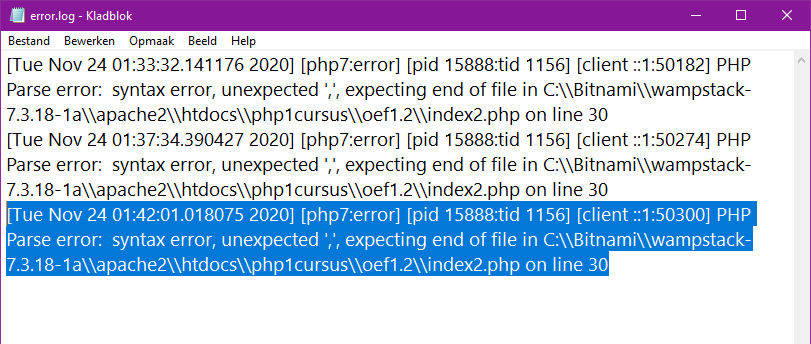 error.log - Kladblok
Bestand Bewerken Opmaak Beeld Help
[Tue Nov 24 01:33:32.141176 2020] [php7:error] [pid 15888:tid 1156] [client ::1:50182] PHP
Parse error:  syntax error, unexpected ',', expecting end of file in C:\\Bitnami\\wampstack-
7.3.18-1a\\apache2\\htdocs\\php1cursus\\oef1.2\\index2.php on line 30
[Tue Nov 24 01:37:34.390427 2020] [php7:error] [pid 15888:tid 1156] [client ::1:50274] PHP
Parse error:  syntax error, unexpected ',', expecting end of file in C:\\Bitnami\\wampstack-
7.3.18-1a\\apache2\\htdocs\\php1cursus\\oef1.2\\index2.php on line 30
[Tue Nov 24 01:42:01.018075 2020] [php7:error] [pid 15888:tid 1156] [client ::1:50300] PHP
Parse error:  syntax error, unexpected ',', expecting end of file in C:\\Bitnami\\wampstack-
7.3.18-1a\\apache2\\htdocs\\php1cursus\\oef1.2\\index2.php on line 30